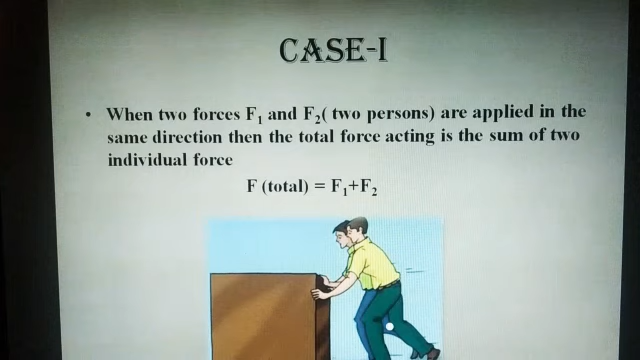 CASE-I
• When two forces F₁ and F₂( two persons) are applied in the
same direction then the total force acting is the sum of two
individual force
F (total) = F₁+F₂